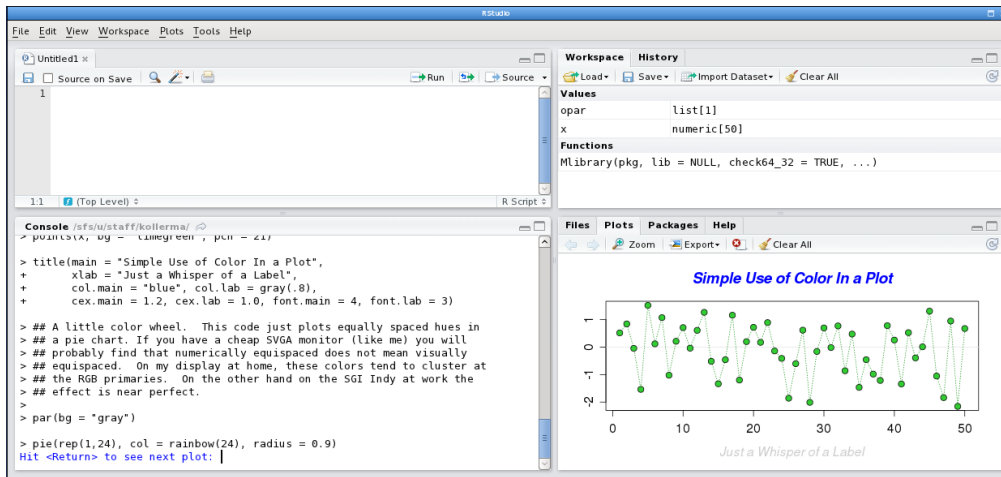 RStudio
File Edit View Workspace Plots Tools Help
Untitled1 ×
Source on Save Run Source
1
1:1 (Top Level) R Script
Console /sfs/u/staff/kollerma/
> points(x, bg = "limegreen", pch = 21)
> title(main = "Simple Use of Color In a Plot",
+ xlab = "Just a Whisper of a Label",
+ col.main = "blue", col.lab = gray(.8),
+ cex.main = 1.2, cex.lab = 1.0, font.main = 4, font.lab = 3)
> ## A little color wheel. This code just plots equally spaced hues in
> ## a pie chart. If you have a cheap SVGA monitor (like me) you will
> ## probably find that numerically equispaced does not mean visually
> ## equispaced. On my display at home, these colors tend to cluster at
> ## the RGB primaries. On the other hand on the SGI Indy at work the
> ## effect is near perfect.
>
> par(bg = "gray")
> pie(rep(1,24), col = rainbow(24), radius = 0.9)
Hit <Return> to see next plot:
Workspace History
Load Save Import Dataset Clear All
Values
opar list[1]
x numeric[50]
Functions
Mlibrary(pkg, lib = NULL, check64_32 = TRUE, ...)
Files Plots Packages Help
Zoom Export Clear All
Simple Use of Color In a Plot
1
0
-1
-2
0 10 20 30 40 50
Just a Whisper of a Label